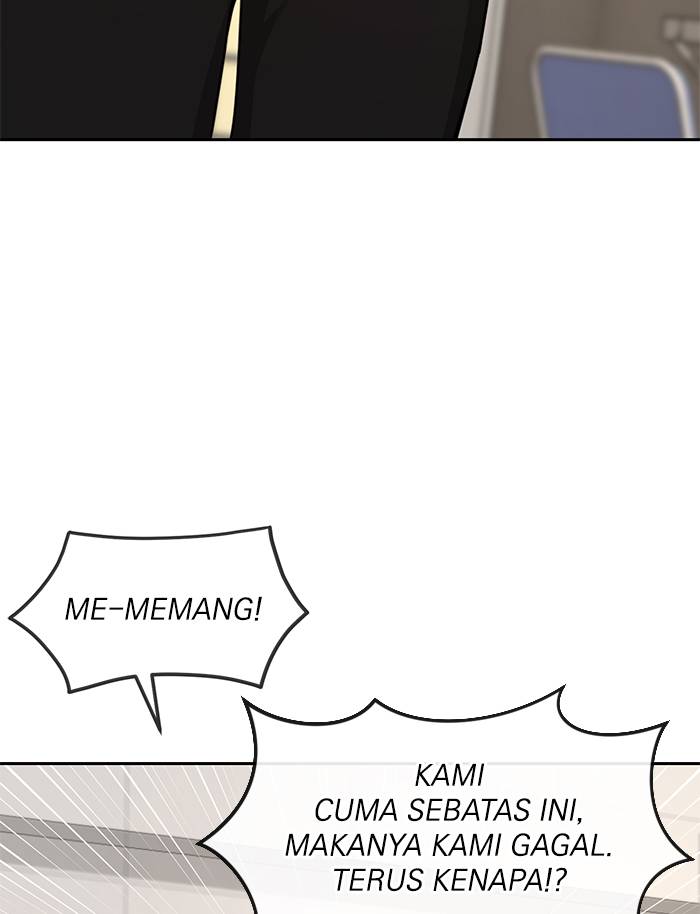 ME-MEMANG!
KAMI
CUMA SEBATAS INI,
MAKANYA KAMI GAGAL.
TERUS KENAPA!?